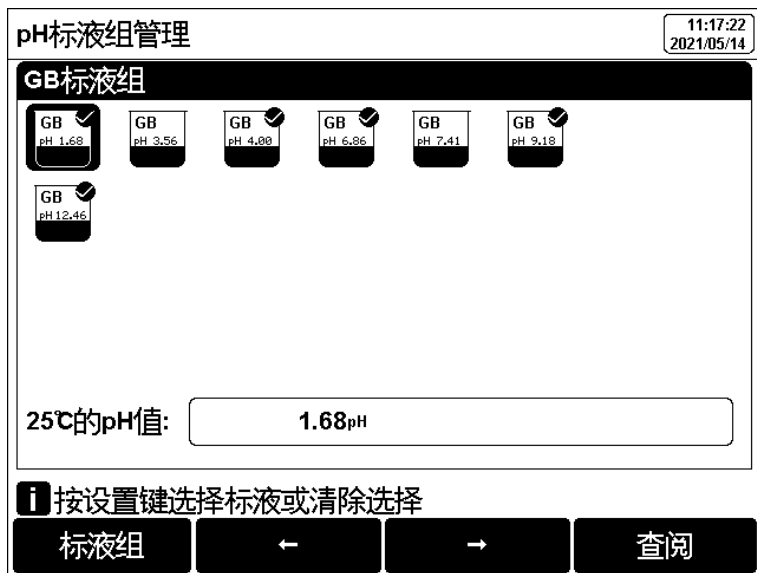 pH标液组管理
11:17:22
2021/05/14
GB标液组
GB
pH 1.68
GB
pH 3.56
GB
pH 4.00
GB
pH 6.86
GB
pH 7.41
GB
pH 9.18
GB
pH 12.46
25℃的pH值: 1.68pH
i 按设置键选择标液或清除选择
标液组 ← → 查阅